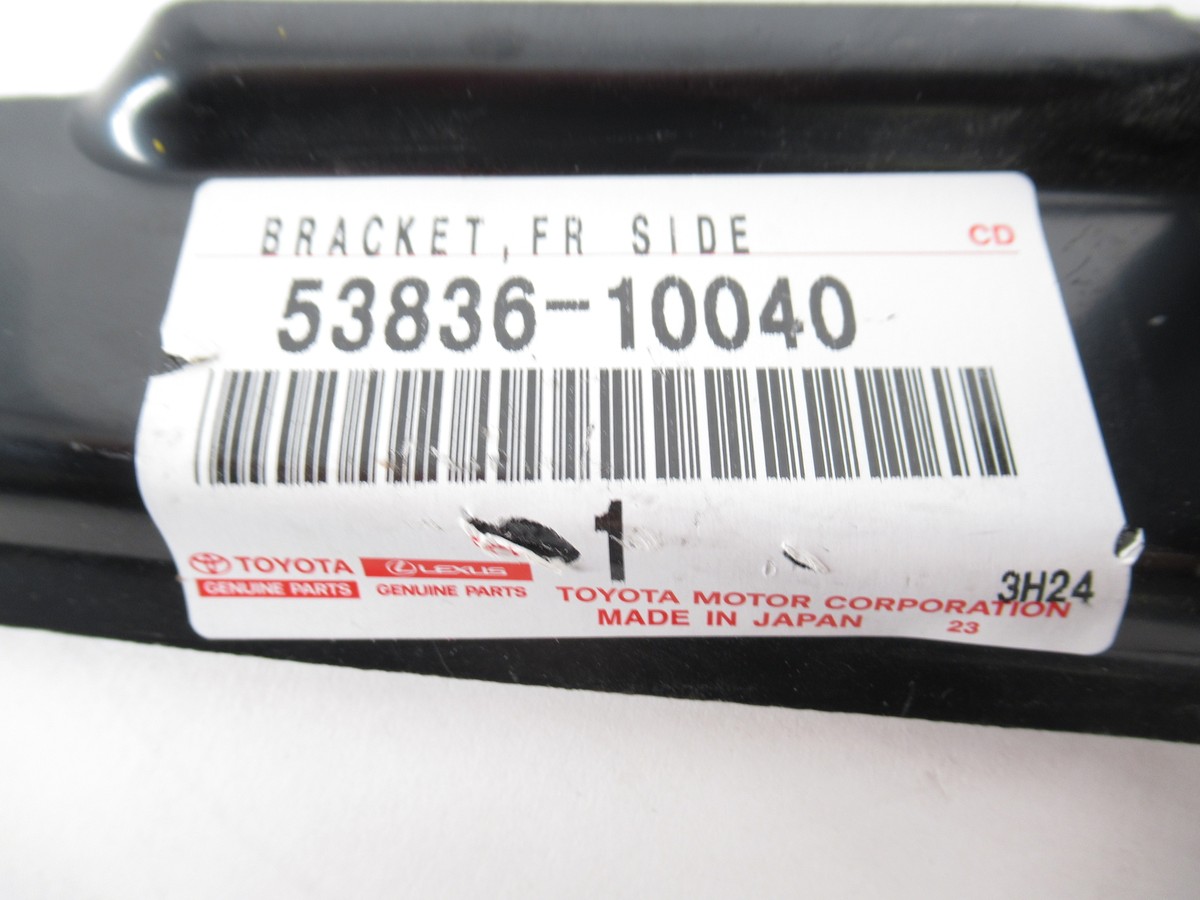 BRACKET, FR SIDE
CD
53836-10040
1
TOYOTA
GENUINE PARTS
LEXUS
GENUINE PARTS
3H24
TOYOTA MOTOR CORPORATION
MADE IN JAPAN
23